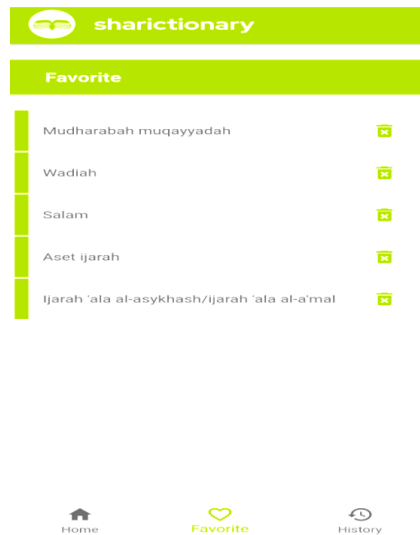 sharictionary
Favorite
Mudharabah muqayyadah
Wadiah
Salam
Aset ijarah
Ijarah 'ala al-asykhash/ijarah 'ala al-a'mal
Home
Favorite
History